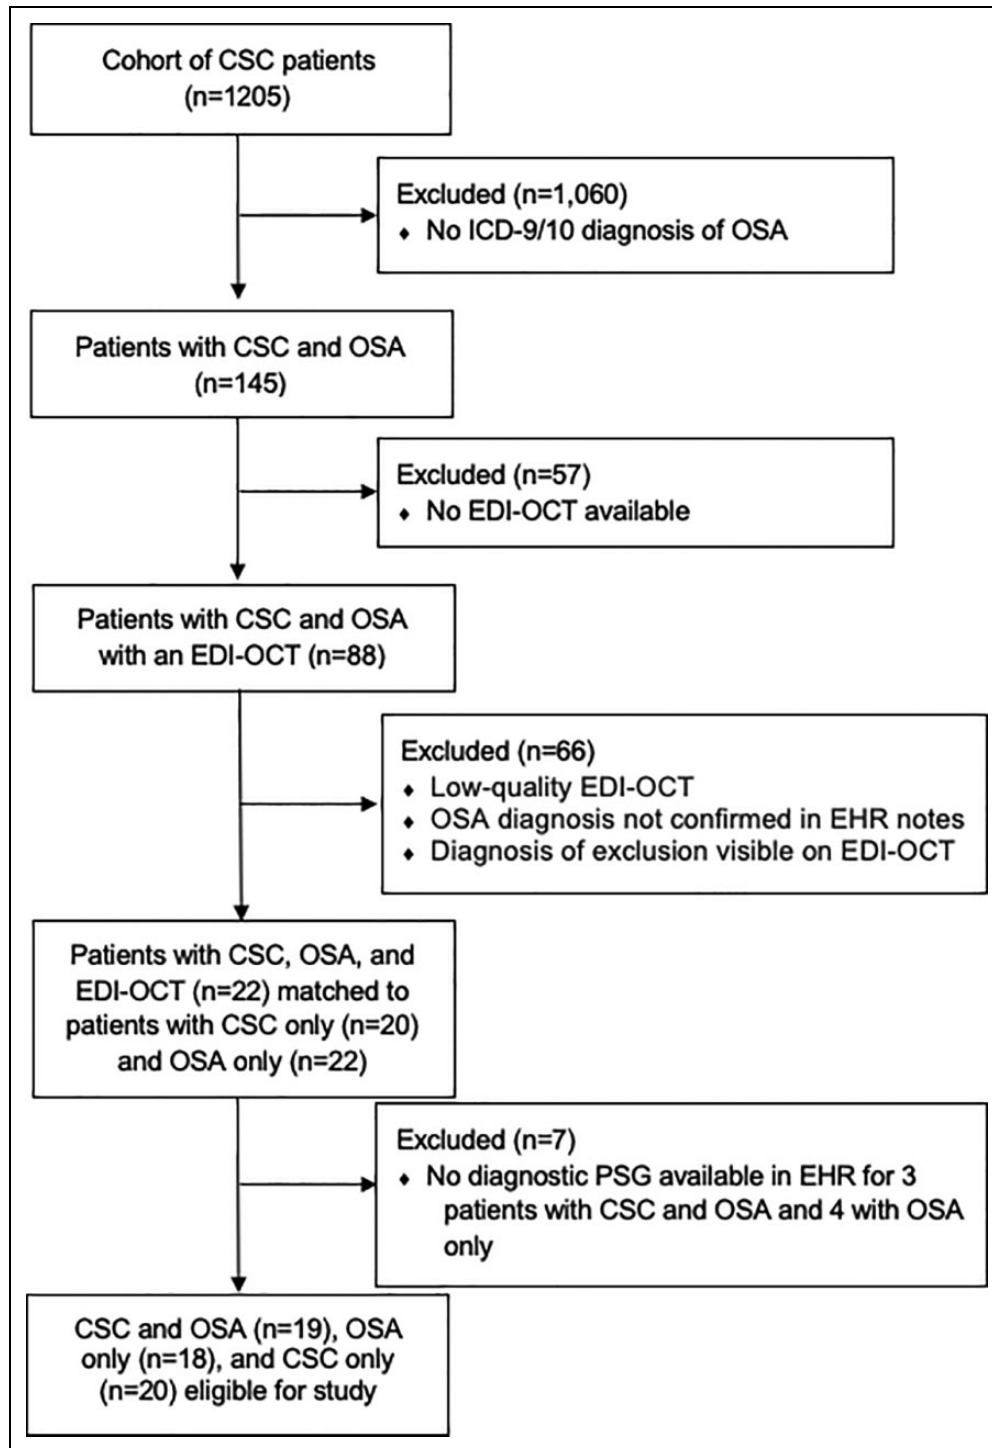 Cohort of CSC patients
(n=1205)
Excluded (n=1,060)
♦ No ICD-9/10 diagnosis of OSA
Patients with CSC and OSA
(n=145)
Excluded (n=57)
♦ No EDI-OCT available
Patients with CSC and OSA
with an EDI-OCT (n=88)
Excluded (n=66)
♦ Low-quality EDI-OCT
♦ OSA diagnosis not confirmed in EHR notes
♦ Diagnosis of exclusion visible on EDI-OCT
Patients with CSC, OSA, and
EDI-OCT (n=22) matched to
patients with CSC only (n=20)
and OSA only (n=22)
Excluded (n=7)
♦ No diagnostic PSG available in EHR for 3
patients with CSC and OSA and 4 with OSA
only
CSC and OSA (n=19), OSA
only (n=18), and CSC only
(n=20) eligible for study